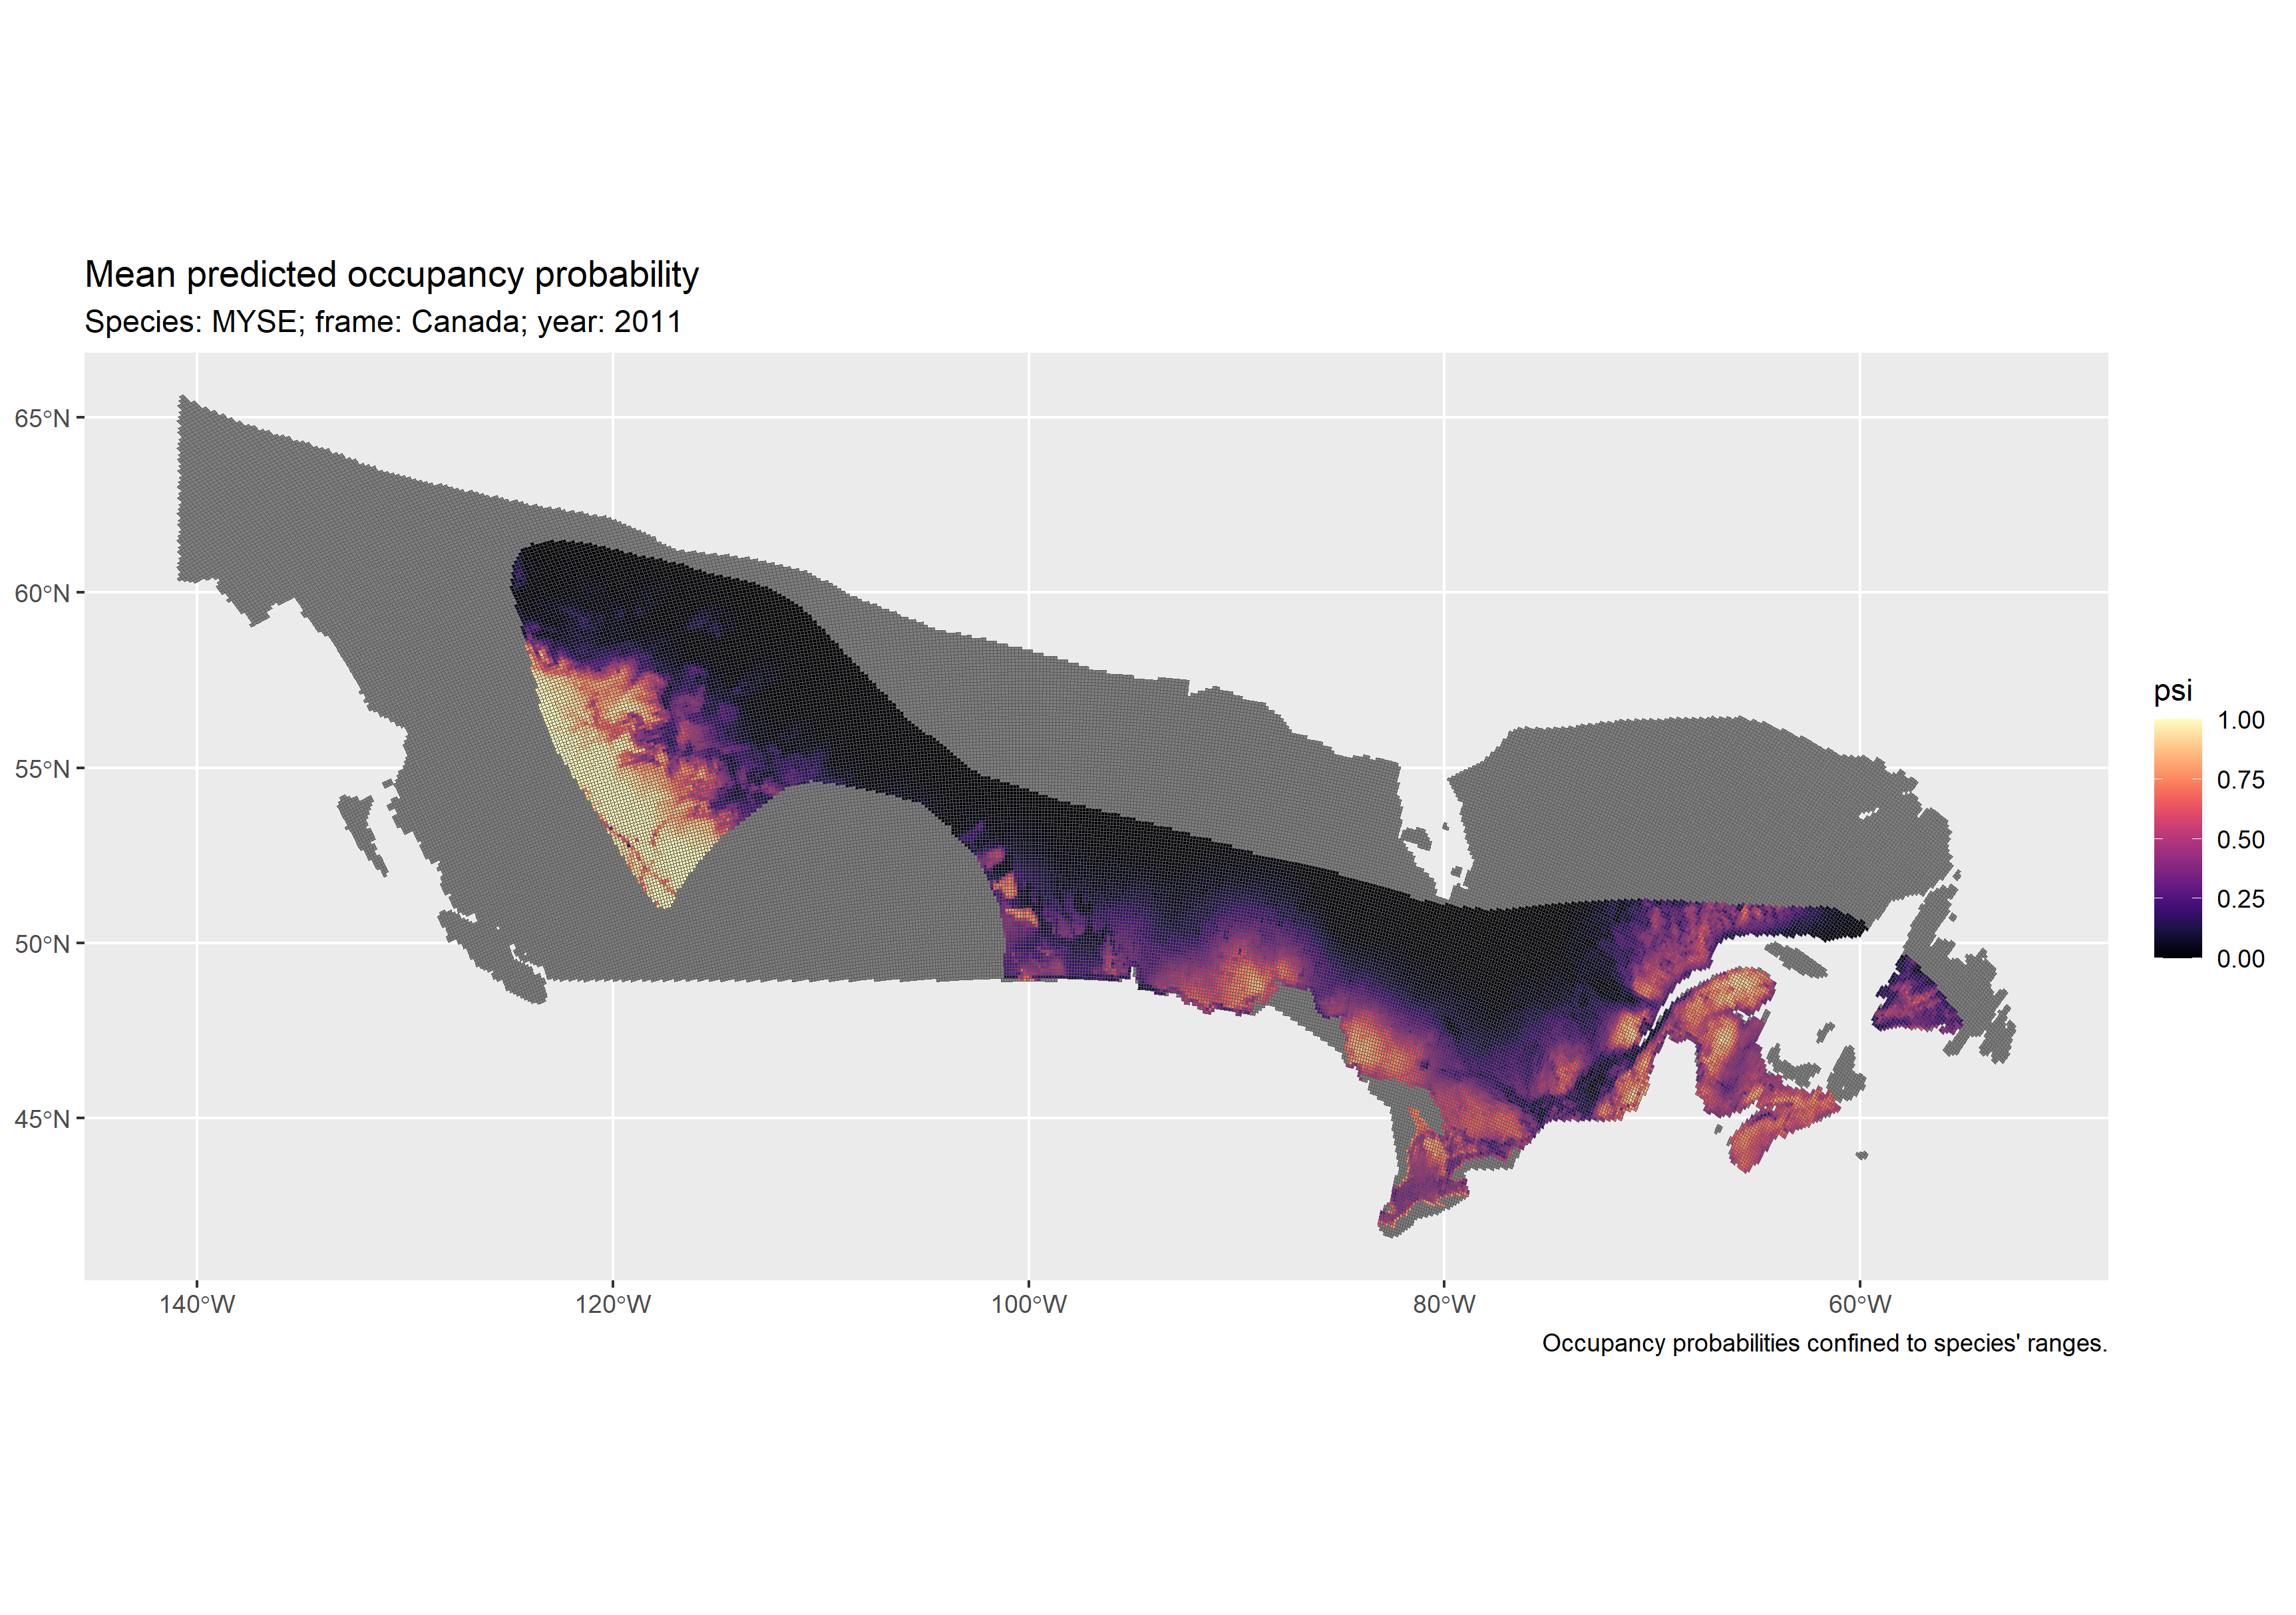 Mean predicted occupancy probability
Species: MYSE; frame: Canada; year: 2011
65°N
60°N
55°N
50°N
45°N
140°W
120°W
100°W
80°W
60°W
psi
1.00
0.75
0.50
0.25
0.00
Occupancy probabilities confined to species' ranges.